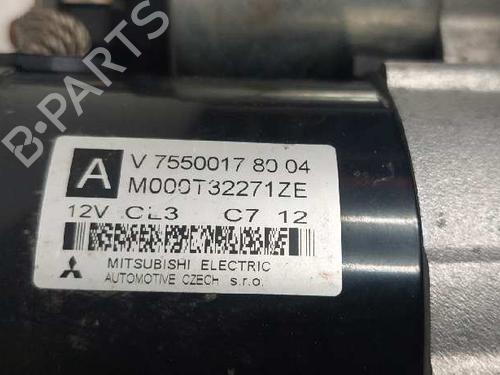 B-PARTS
A
V 7550017 80 04
M000T32271ZE
12V CL3 C7 12
MITSUBISHI ELECTRIC
AUTOMOTIVE CZECH s.r.o.